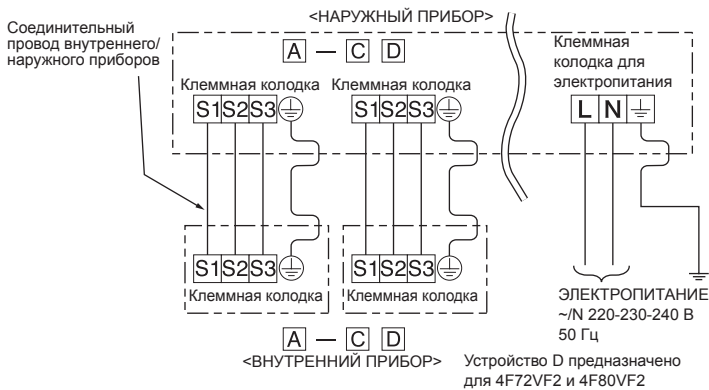 <НАРУЖНЫЙ ПРИБОР>
Соединительный
провод внутреннего/
наружного приборов
A — C D
Клеммная
колодка для
электропитания
Клеммная колодка Клеммная колодка
S1 S2 S3 S1 S2 S3 L N
S1 S2 S3 S1 S2 S3
Клеммная колодка Клеммная колодка
ЭЛЕКТРОПИТАНИЕ
~/N 220-230-240 В
50 Гц
A — C D
<ВНУТРЕННИЙ ПРИБОР>
Устройство D предназначено
для 4F72VF2 и 4F80VF2